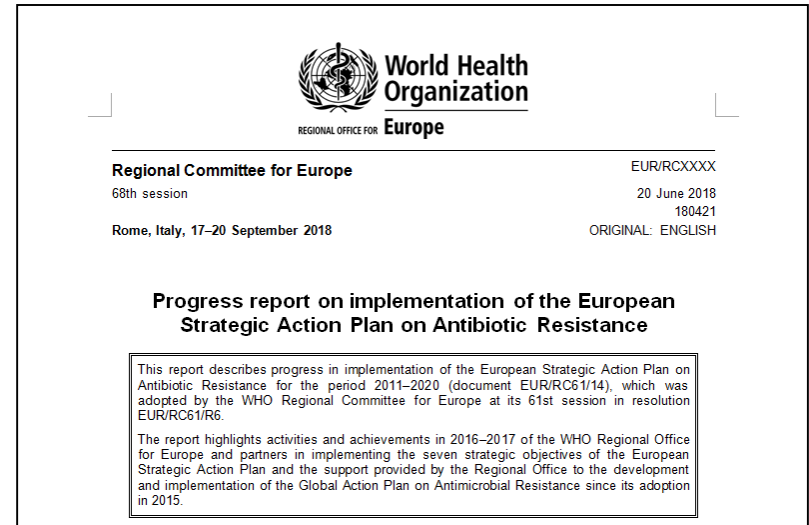 World Health
Organization
REGIONAL OFFICE FOR Europe
Regional Committee for Europe
EUR/RCXXXX
68th session
20 June 2018
180421
Rome, Italy, 17–20 September 2018
ORIGINAL: ENGLISH
Progress report on implementation of the European
Strategic Action Plan on Antibiotic Resistance
This report describes progress in implementation of the European Strategic Action Plan on
Antibiotic Resistance for the period 2011–2020 (document EUR/RC61/14), which was
adopted by the WHO Regional Committee for Europe at its 61st session in resolution
EUR/RC61/R6.
The report highlights activities and achievements in 2016–2017 of the WHO Regional Office
for Europe and partners in implementing the seven strategic objectives of the European
Strategic Action Plan and the support provided by the Regional Office to the development
and implementation of the Global Action Plan on Antimicrobial Resistance since its adoption
in 2015.